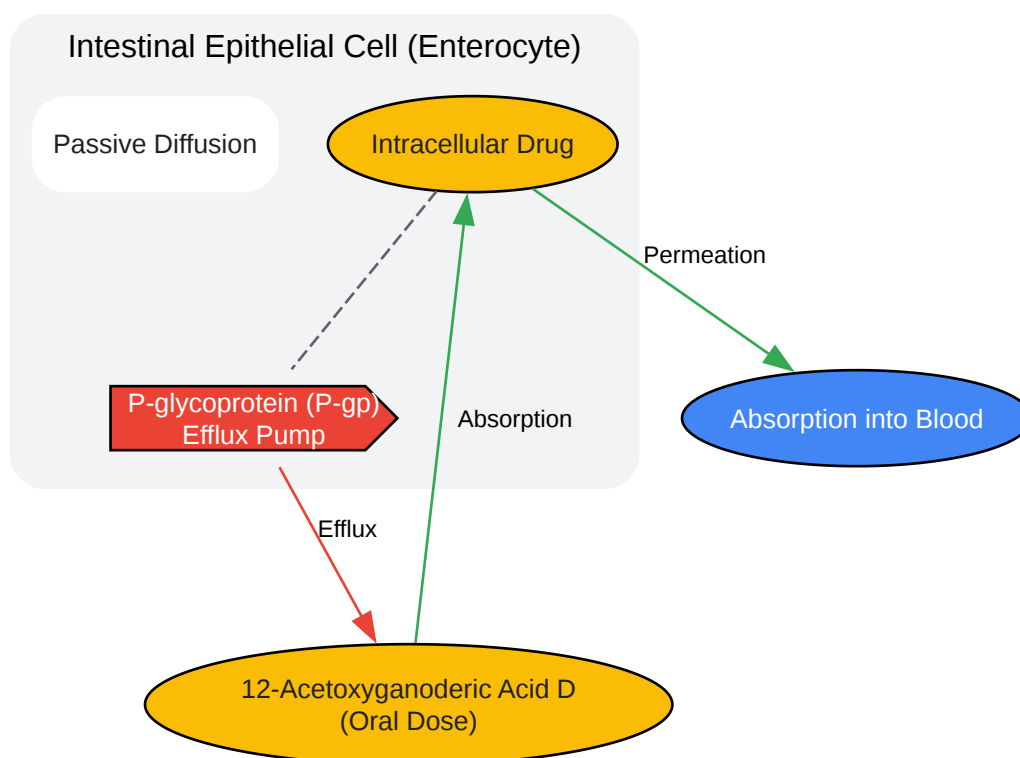 Intestinal Epithelial Cell (Enterocyte)
Passive Diffusion
Intracellular Drug
Permeation
P-glycoprotein (P-gp)
Efflux Pump
Absorption
Absorption into Blood
Efflux
12-Acetoxyganoderic Acid D
(Oral Dose)